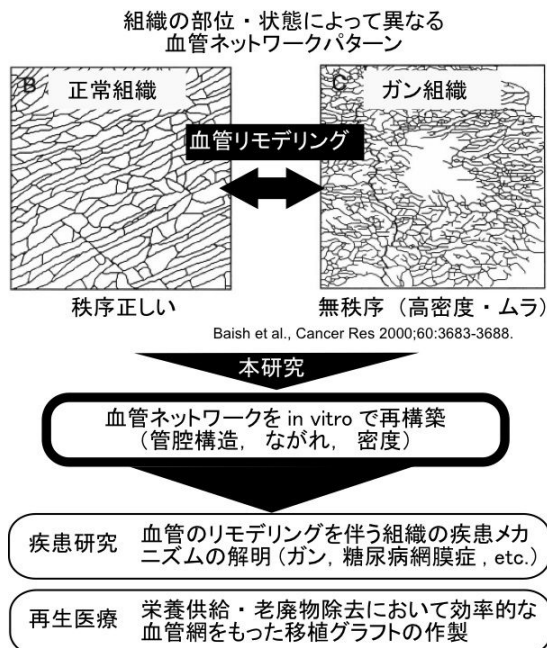 組織の部位・状態によって異なる
血管ネットワークパターン
B 正常組織
C ガン組織
血管リモデリング
秩序正しい
無秩序（高密度・ムラ）
Baish et al., Cancer Res 2000;60:3683-3688.
本研究
血管ネットワークを in vitro で再構築
（管腔構造，ながれ，密度）
疾患研究 血管のリモデリングを伴う組織の疾患メカ
ニズムの解明（ガン，糖尿病網膜症，etc.）
再生医療 栄養供給・老廃物除去において効率的な
血管網をもった移植グラフトの作製